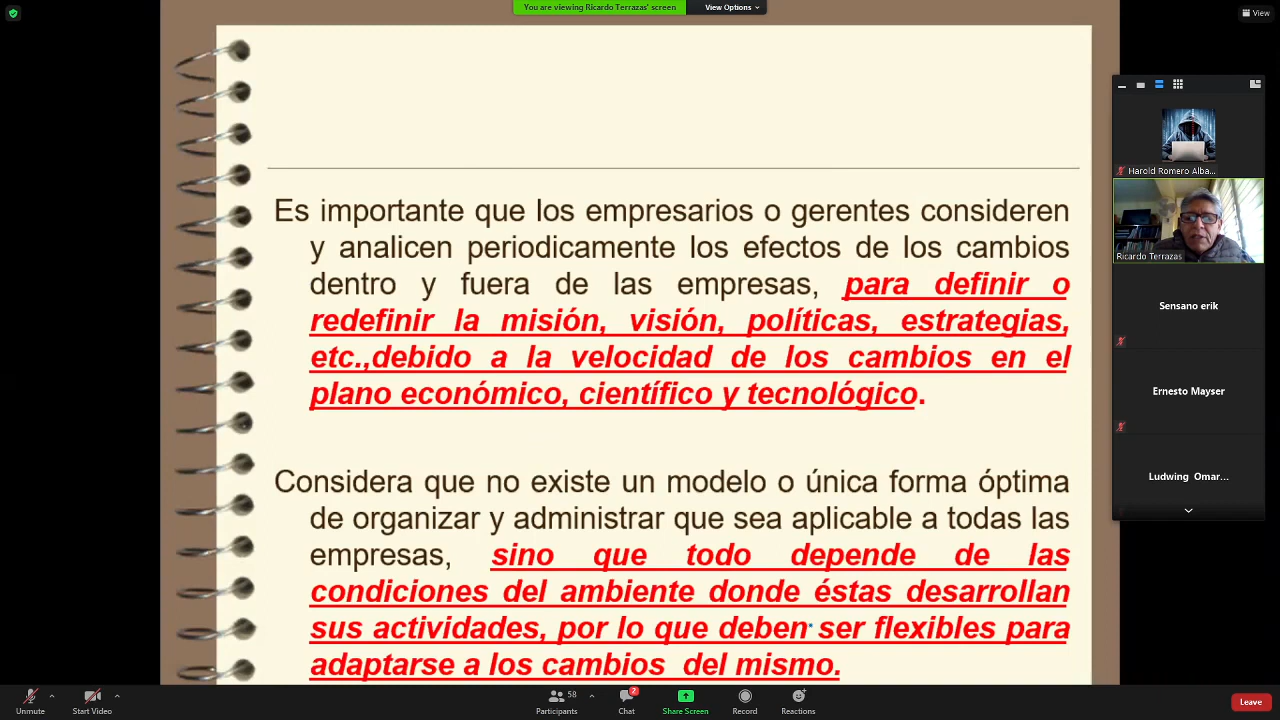 You are viewing Ricardo Terrazas' screen
View Options
View
Es importante que los empresarios o gerentes consideren
y analicen periodicamente los efectos de los cambios
dentro y fuera de las empresas, para definir o
redefinir la misión, visión, políticas, estrategias,
etc.,debido a la velocidad de los cambios en el
plano económico, científico y tecnológico.
Considera que no existe un modelo o única forma óptima
de organizar y administrar que sea aplicable a todas las
empresas, sino que todo depende de las
condiciones del ambiente donde éstas desarrollan
sus actividades, por lo que deben ser flexibles para
adaptarse a los cambios del mismo.
Harold Romero Alba...
Ricardo Terrazas
Sensano erik
Ernesto Mayser
Ludwing Omar...
Unmute
Start Video
58
Participants
2
Chat
Share Screen
Record
Reactions
Leave